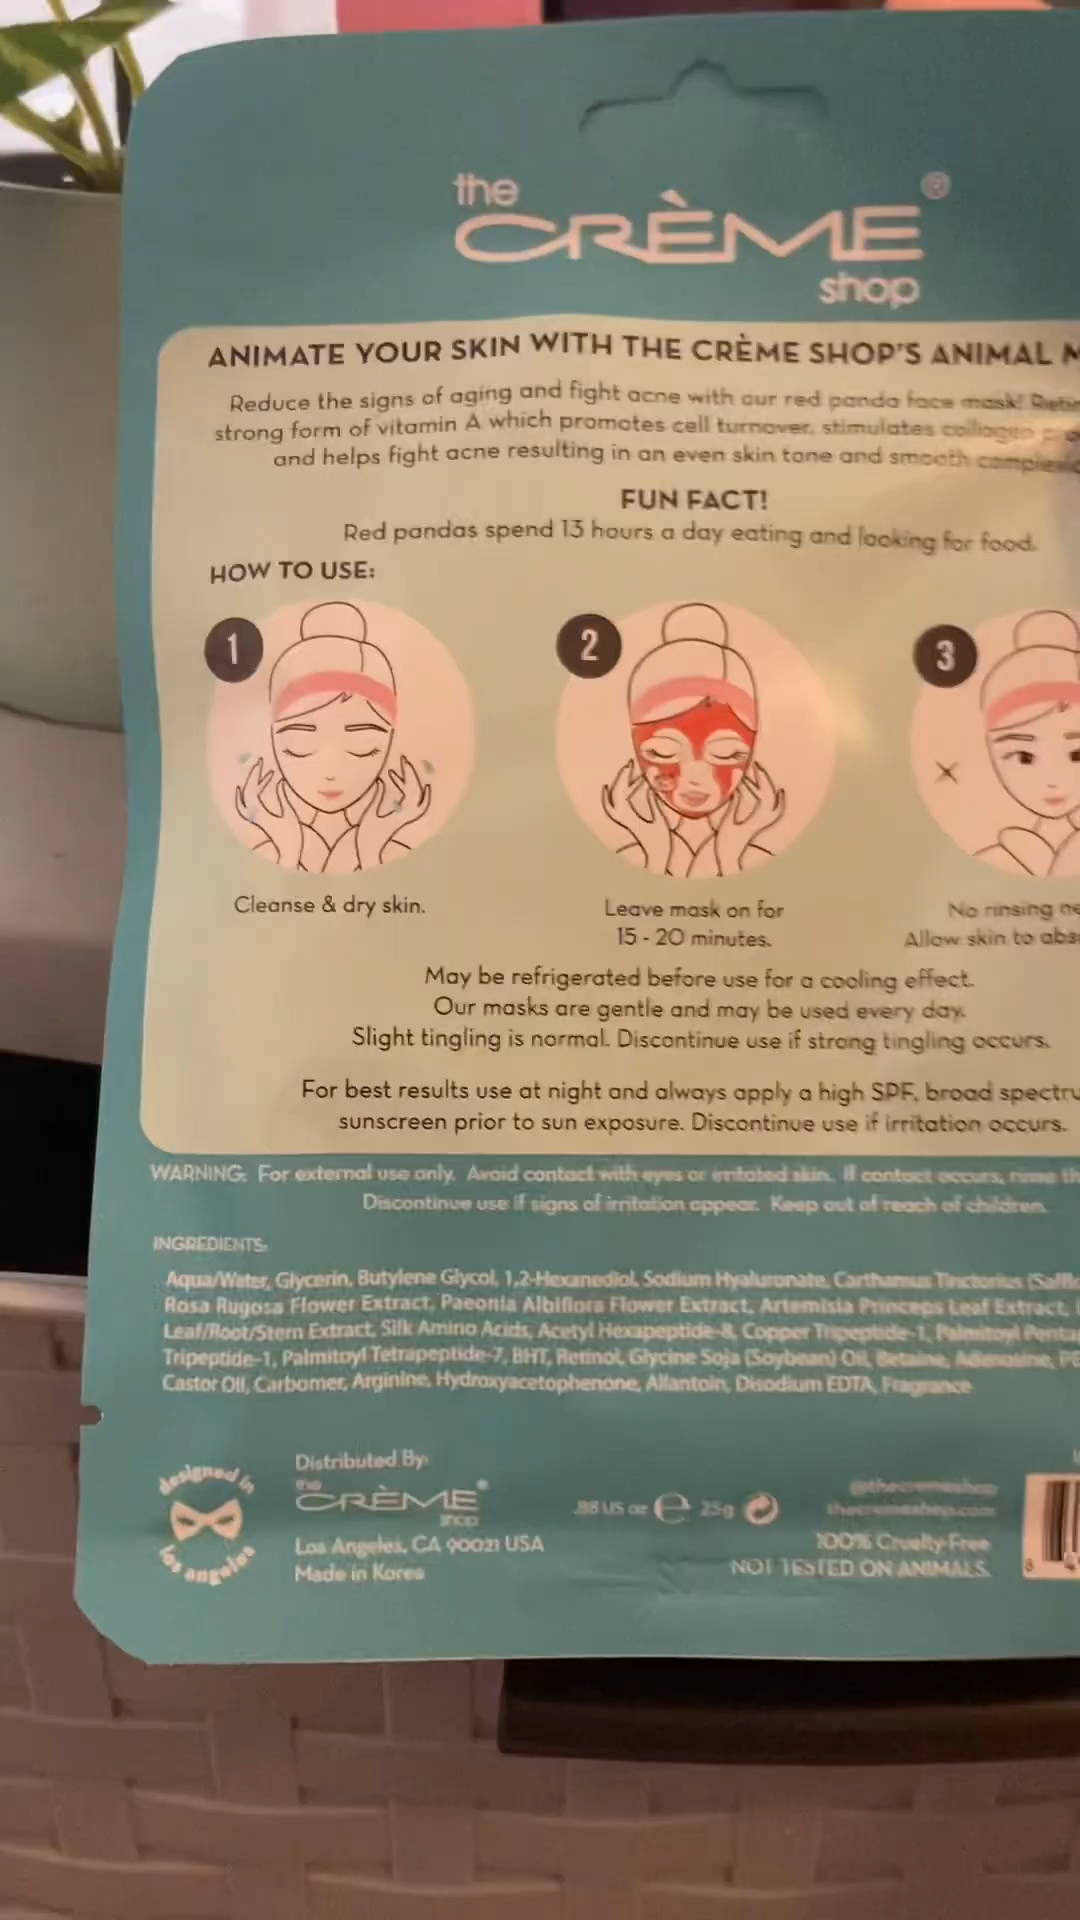 the
CRÈME®
shop
ANIMATE YOUR SKIN WITH THE CRÈME SHOP'S ANIMAL
Reduce the signs of aging and fight acne with our red panda face mask!
strong form of vitamin A which promotes cell turnover, stimulates collagen
and helps fight acne resulting in an even skin tone and smooth
FUN FACT!
Red pandas spend 13 hours a day eating and looking for food.
HOW TO USE:
1
2
3
Cleanse & dry skin.
Leave mask on for
15 - 20 minutes.
No rinsing
Allow skin to
May be refrigerated before use for a cooling effect.
Our masks are gentle and may be used every day.
Slight tingling is normal. Discontinue use if strong tingling occurs.
For best results use at night and always apply a high SPF, broad
sunscreen prior to sun exposure. Discontinue use if irritation occurs.
WARNING: For external use only. Avoid contact with eyes or irritated skin. If contact occurs, rinse
Discontinue use if signs of irritation appear. Keep out of reach of children.
INGREDIENTS:
Aqua/Water, Glycerin, Butylene Glycol, 1,2-Hexanediol, Sodium Hyaluronate, Carthamus Tinctorius
Rosa Rugosa Flower Extract, Paeonia Albiflora Flower Extract, Artemisia Princeps Leaf Extract,
Leaf/Root/Stem Extract, Silk Amino Acids, Acetyl Hexapeptide-8, Copper Tripeptide-1, Palmitoyl
Tripeptide-1, Palmitoyl Tetrapeptide-7, BHT, Retinol, Glycine Soja (Soybean) Oil, Betaine, Adenosine,
Castor Oil, Carbomer, Arginine, Hydroxyacetophenone, Allantoin, Disodium EDTA, Fragrance
designed in
los angeles
Distributed By:
the
CRÈME®
shop
Los Angeles, CA 90021 USA
Made in Korea
.88 US oz e 25g
@thecremeshop
thecremeshop.com
100% Cruelty-Free
NOT TESTED ON ANIMALS.
8